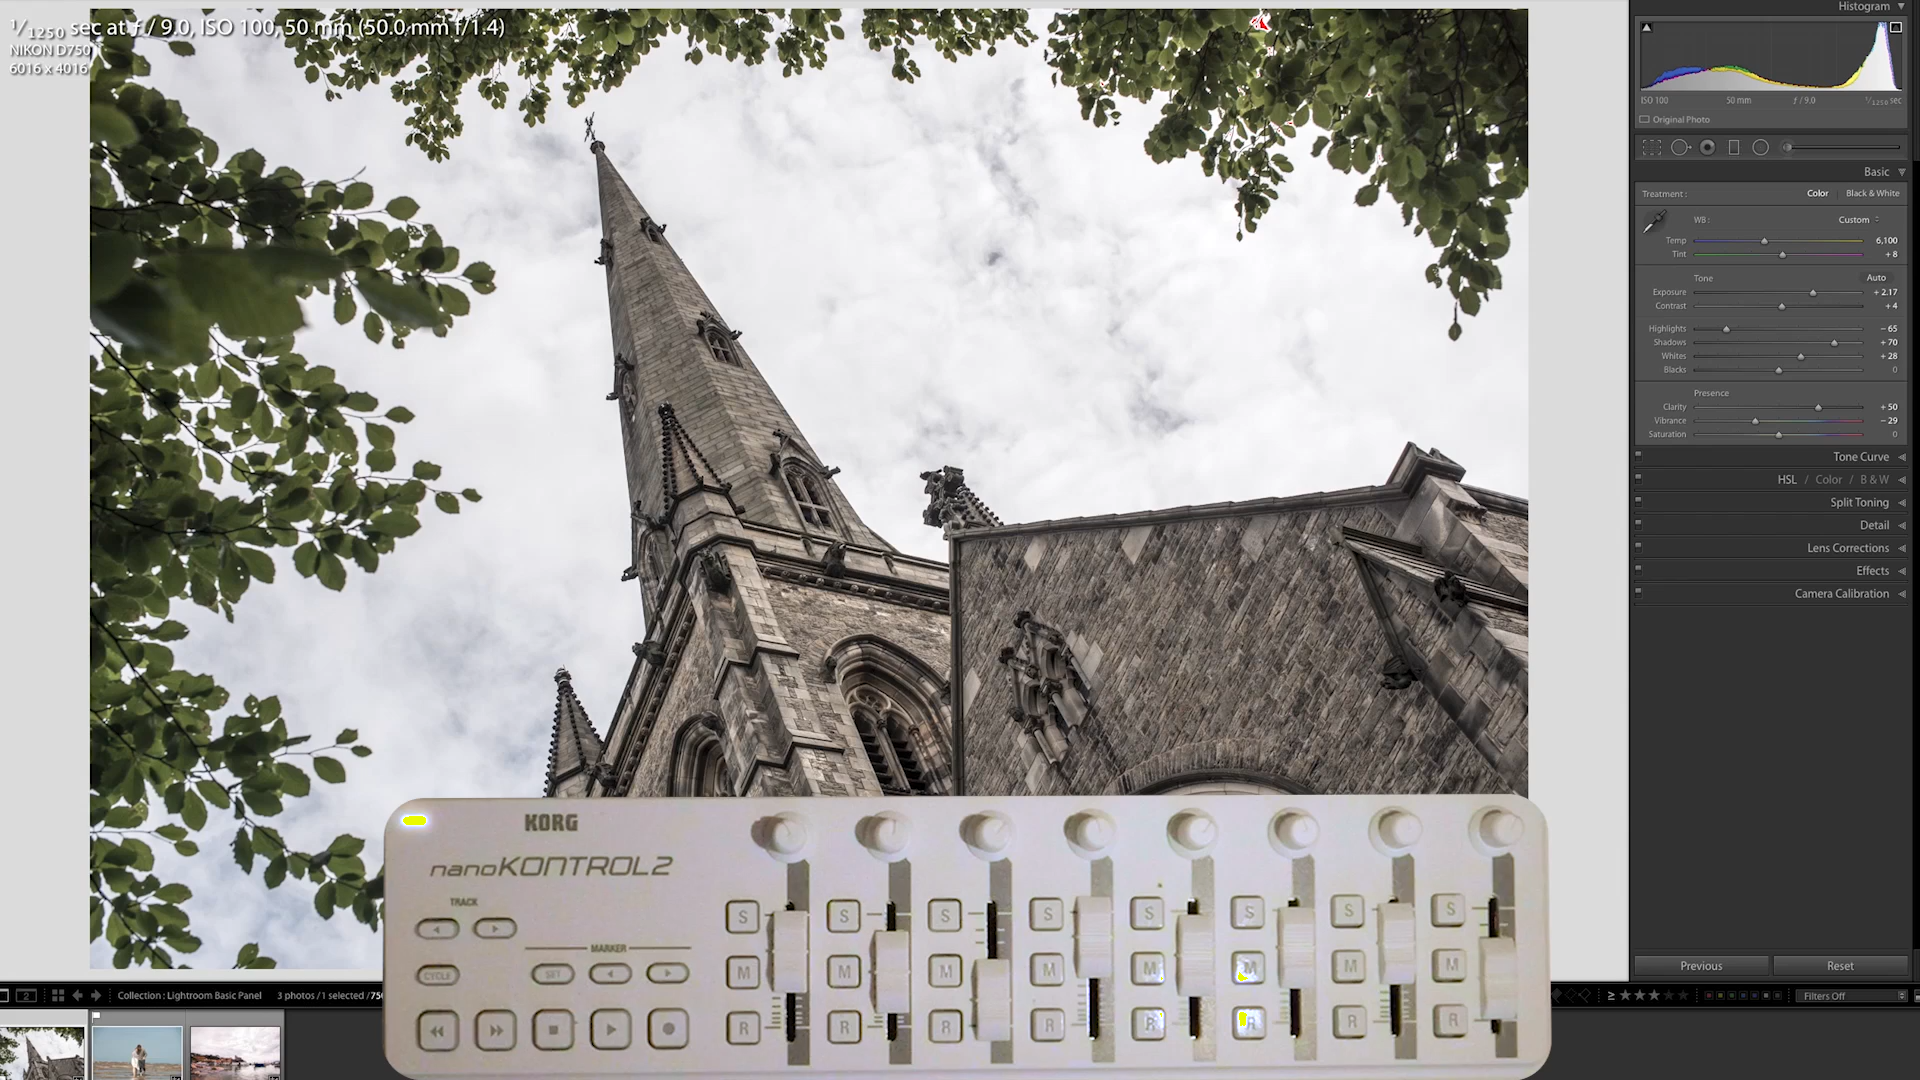 1/1250 sec at ƒ / 9.0, ISO 100, 50 mm (50.0 mm f/1.4)
NIKON D750
6016 x 4016
Histogram
ISO 100 50 mm ƒ / 9.0 1/1250 sec
Original Photo
Basic
Treatment : Color Black & White
WB : Custom
Temp 6,100
Tint + 8
Tone Auto
Exposure + 2.17
Contrast + 4
Highlights − 65
Shadows + 70
Whites + 28
Blacks 0
Presence
Clarity + 50
Vibrance − 29
Saturation 0
Tone Curve
HSL / Color / B & W
Split Toning
Detail
Lens Corrections
Effects
Camera Calibration
Previous Reset
KORG
nanoKONTROL2
TRACK
MARKER
CYCLE SET
S S S S S S S S
M M M M M M M M
R R R R R R R R
2 Collection : Lightroom Basic Panel 3 photos / 1 selected / 750
≥ Filters Off